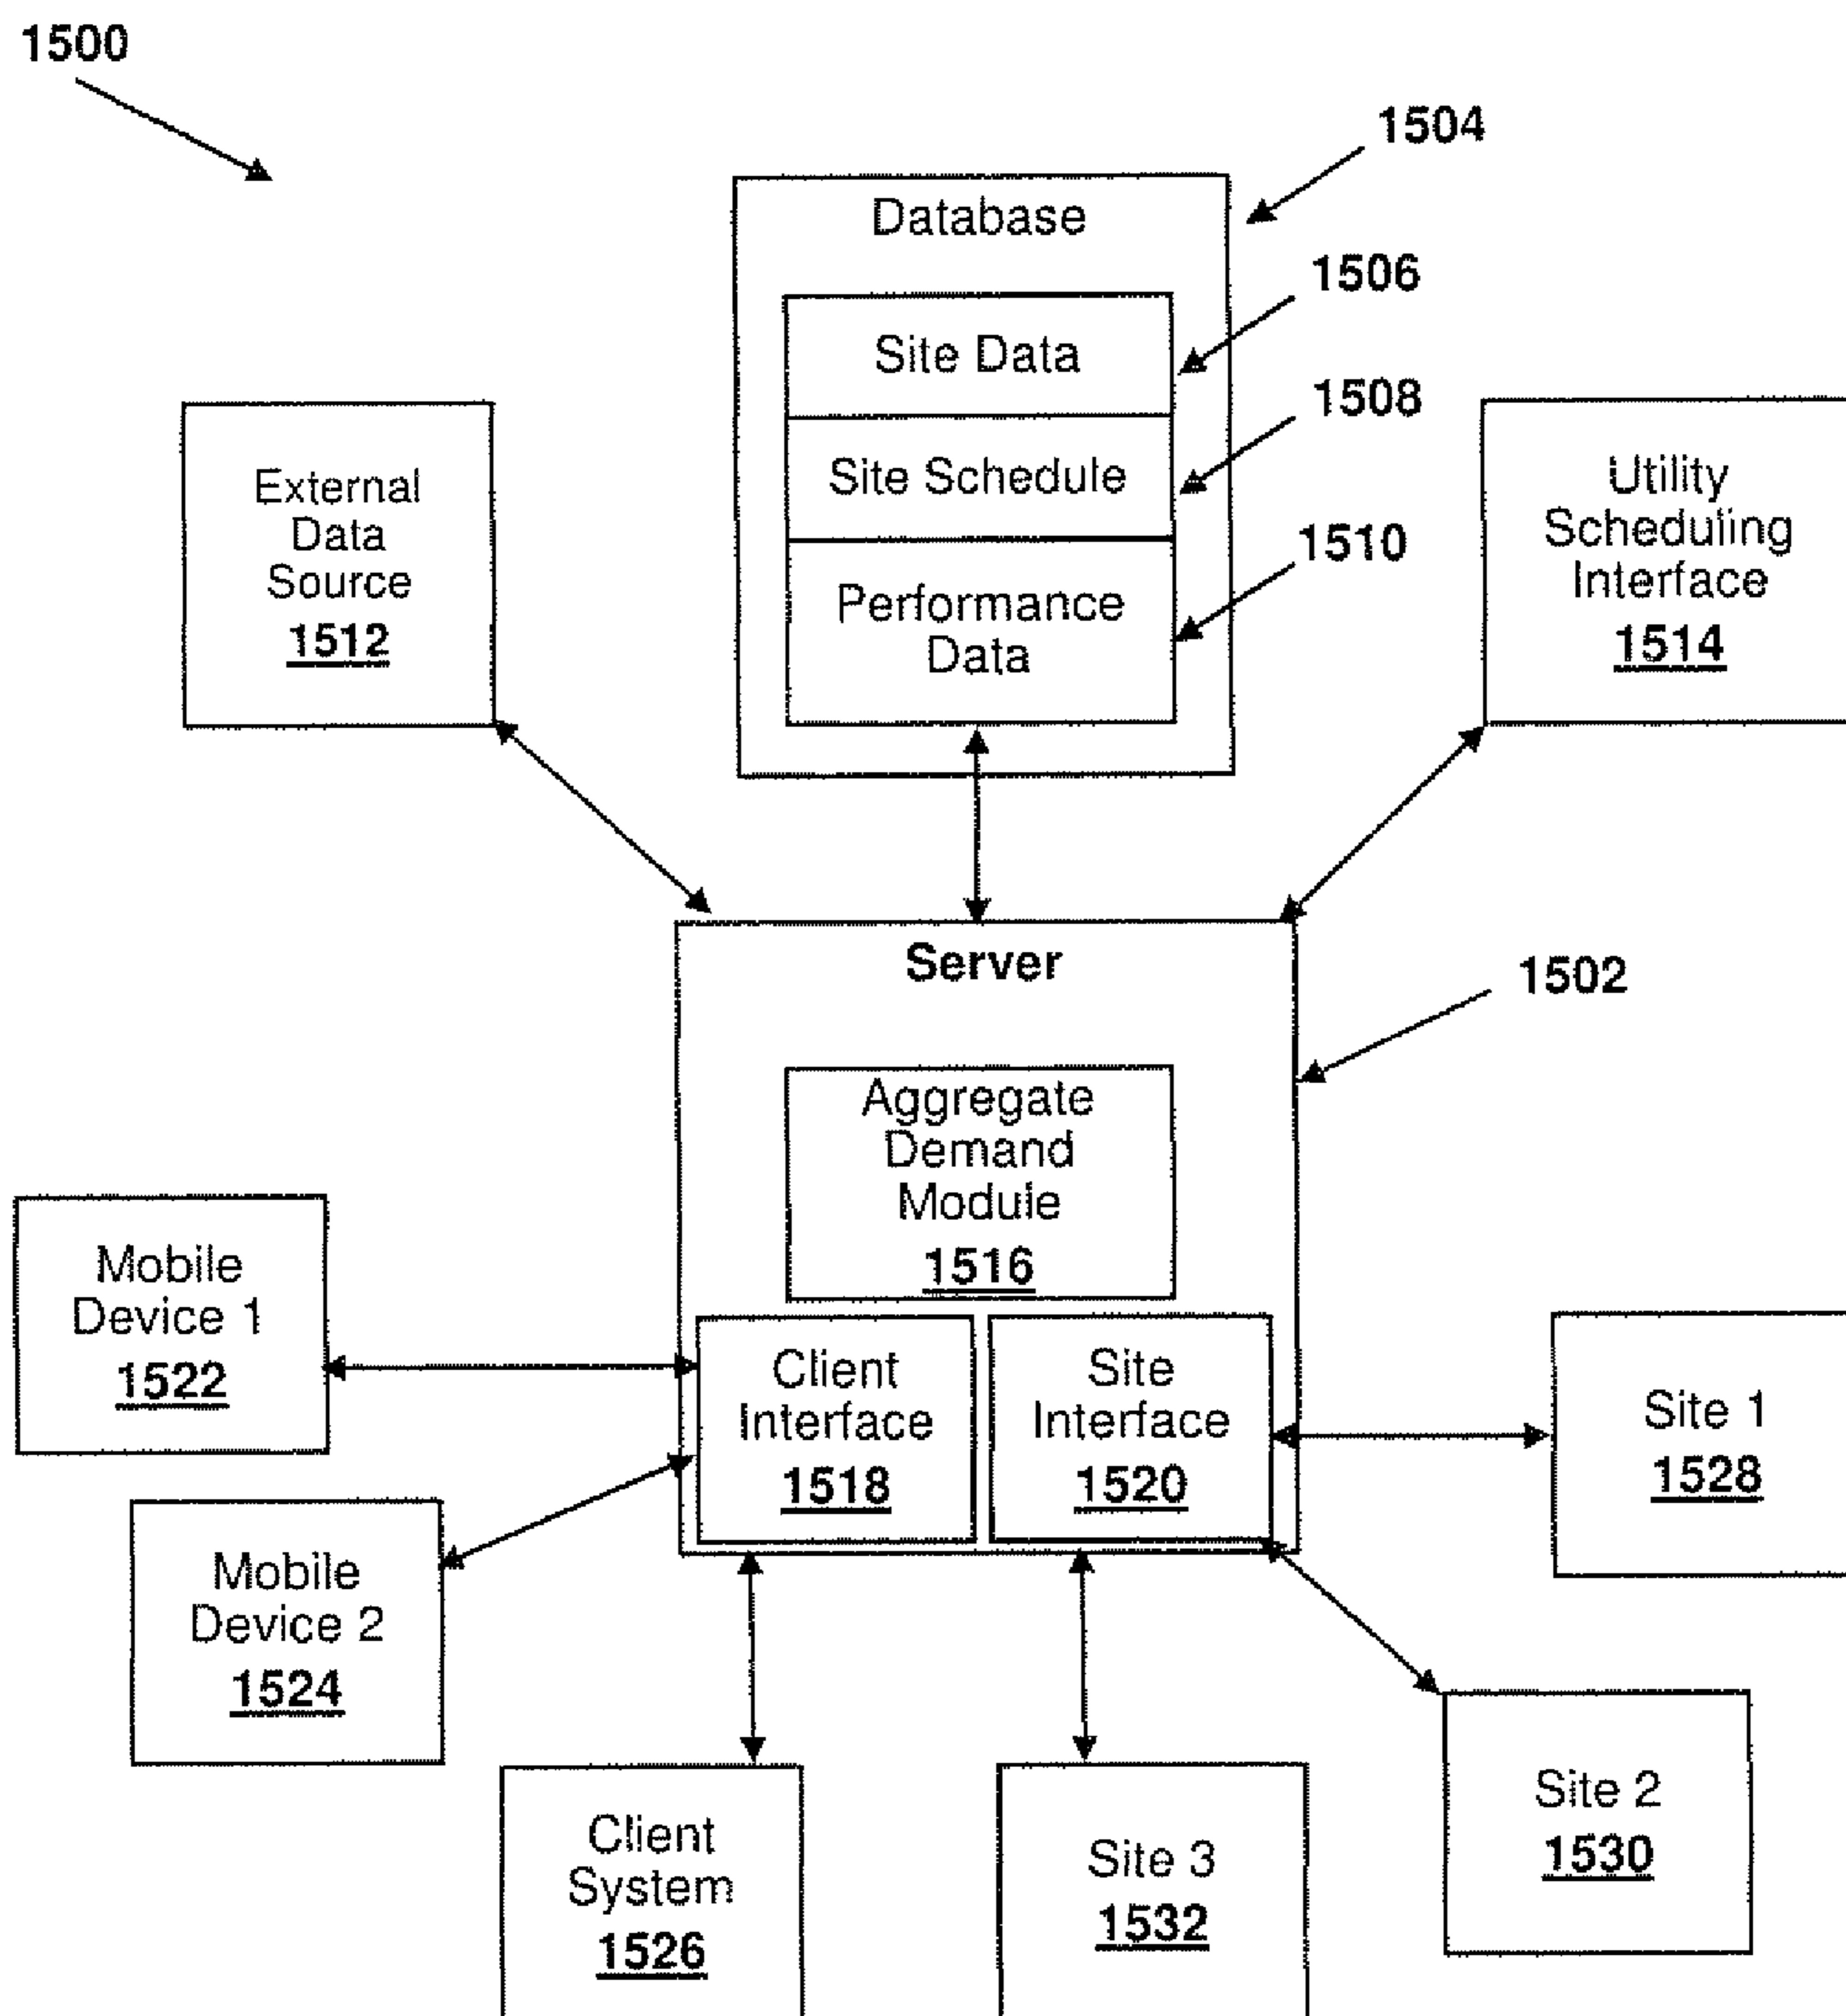 1500
1504
Database
1506
Site Data
1508
Site Schedule
1510
Performance
Data
External
Data
Source
1512
Utility
Scheduling
Interface
1514
Server
1502
Aggregate
Demand
Module
1516
Mobile
Device 1
1522
Client
Interface
1518
Site
Interface
1520
Site 1
1528
Mobile
Device 2
1524
Client
System
1526
Site 3
1532
Site 2
1530